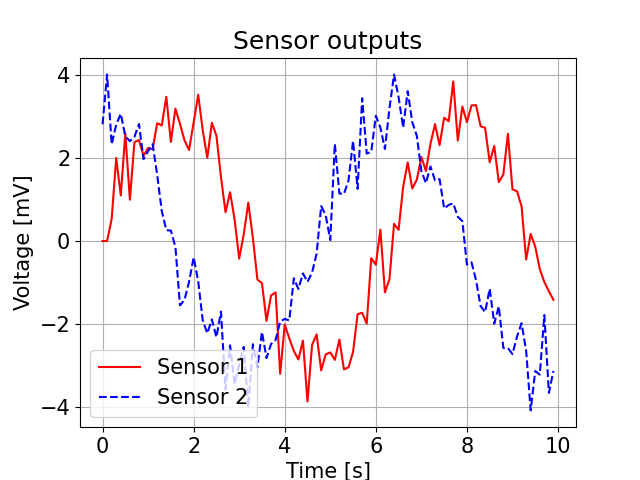 Sensor outputs
4
2
0
−2
−4
Voltage [mV]
Sensor 1
Sensor 2
0 2 4 6 8 10
Time [s]